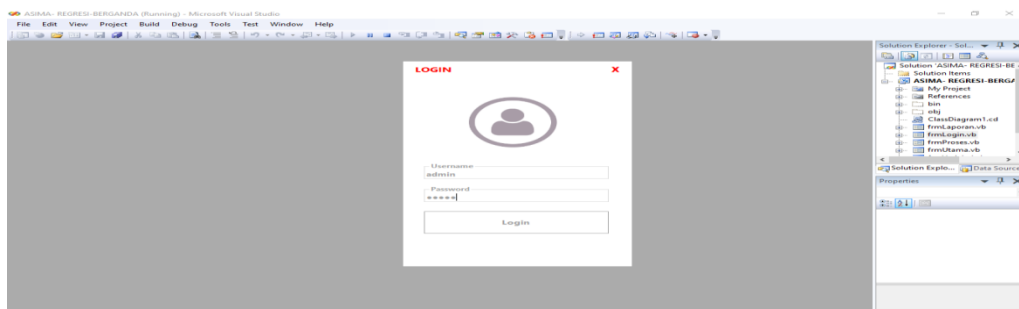 ASIMA- REGRESI-BERGANDA (Running) - Microsoft Visual Studio
File Edit View Project Build Debug Tools Test Window Help
LOGIN X
Username
admin
Password
*****
Login
Solution Explorer - Sol...
Solution 'ASIMA- REGRESI-BE
Solution Items
ASIMA- REGRESI-BERGA
My Project
References
bin
obj
ClassDiagram1.cd
frmLaporan.vb
frmLogin.vb
frmProses.vb
frmUtama.vb
Solution Explo... Data Source
Properties